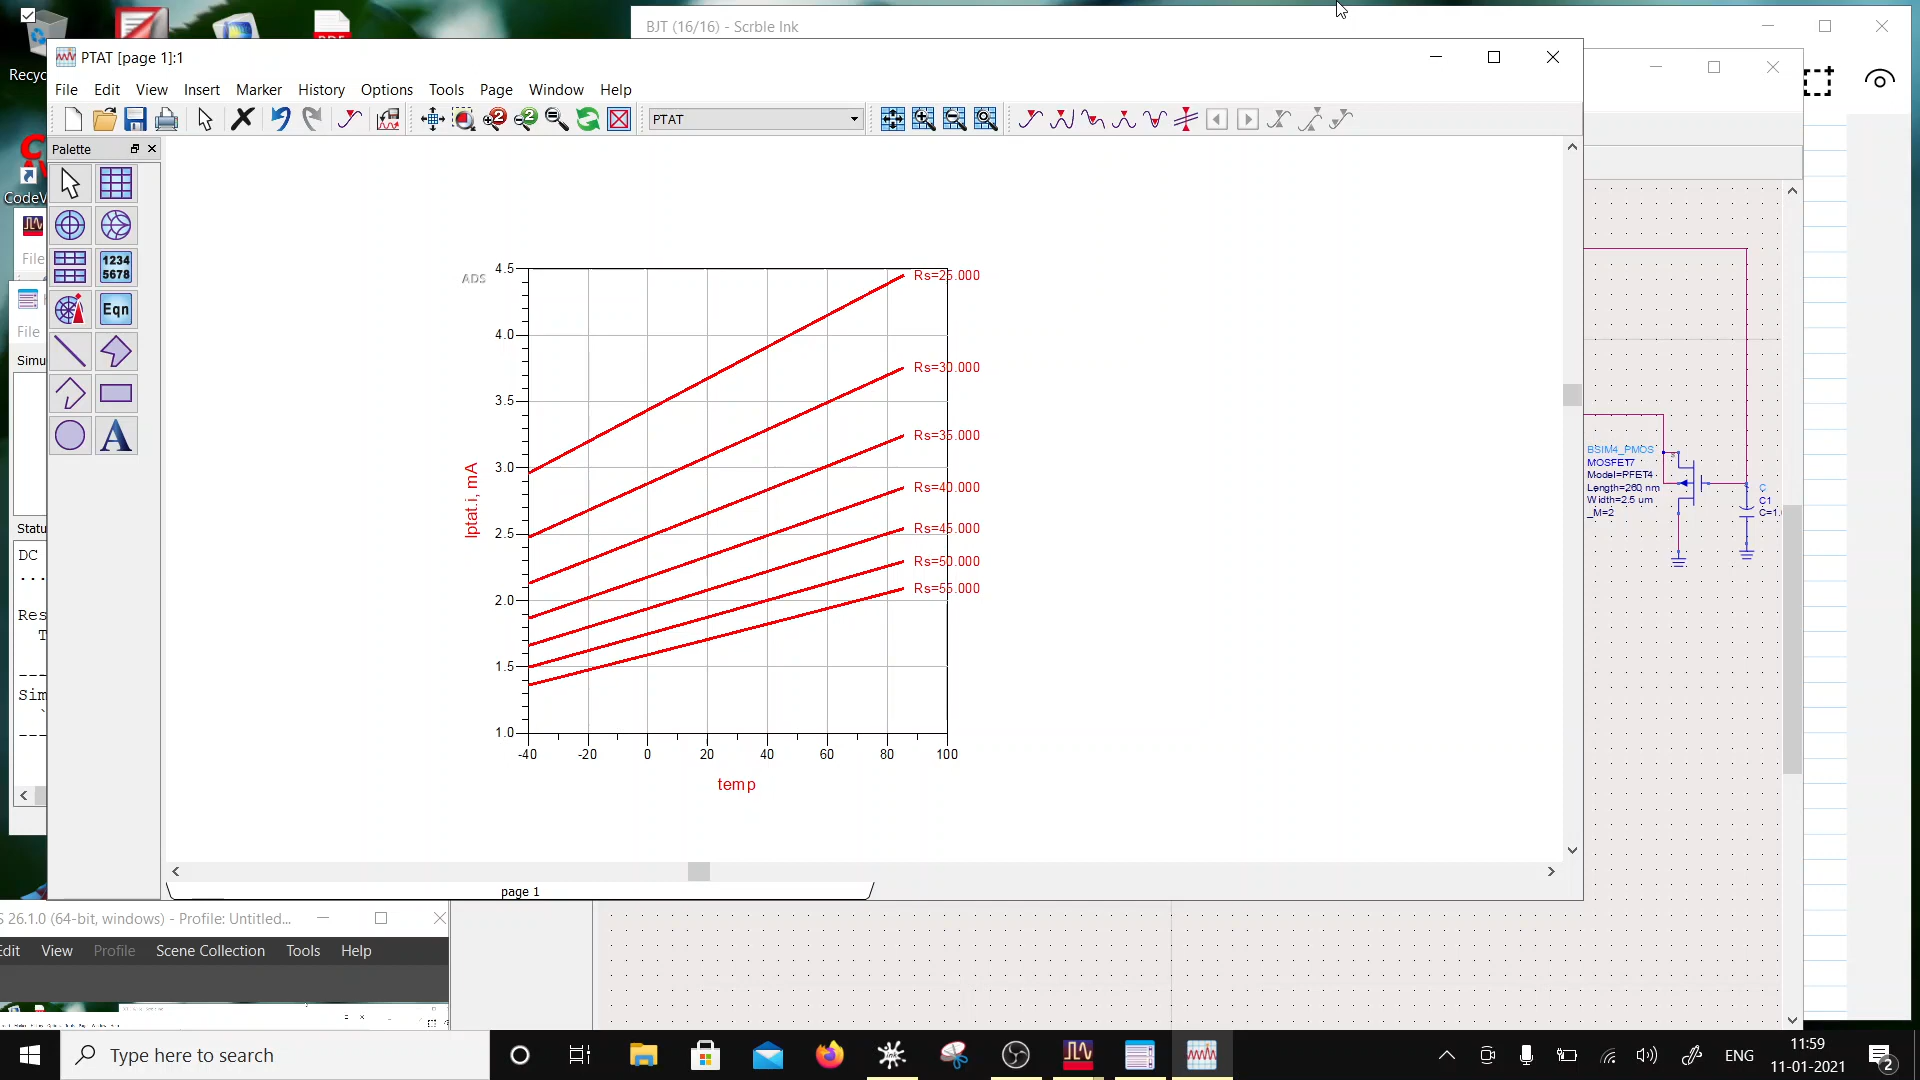 BJT (16/16) - Scrble Ink
PTAT [page 1]:1
File Edit View Insert Marker History Options Tools Page Window Help
PTAT
Palette
1234
5678
Eqn
CodeV
File
File
Simu
Statu
DC
...
Res
T
Sim
ADS
4.5
4.0
3.5
3.0
2.5
2.0
1.5
1.0
Iptat.i, mA
-40 -20 0 20 40 60 80 100
temp
Rs=25.000
Rs=30.000
Rs=35.000
Rs=40.000
Rs=45.000
Rs=50.000
Rs=55.000
BSIM4_PMOS
MOSFET7
Model=PFET4
Length=260 nm
Width=2.5 um
_M=2
C
C1
page 1
26.1.0 (64-bit, windows) - Profile: Untitled...
Edit View Profile Scene Collection Tools Help
Type here to search
ENG
11:59
11-01-2021
2